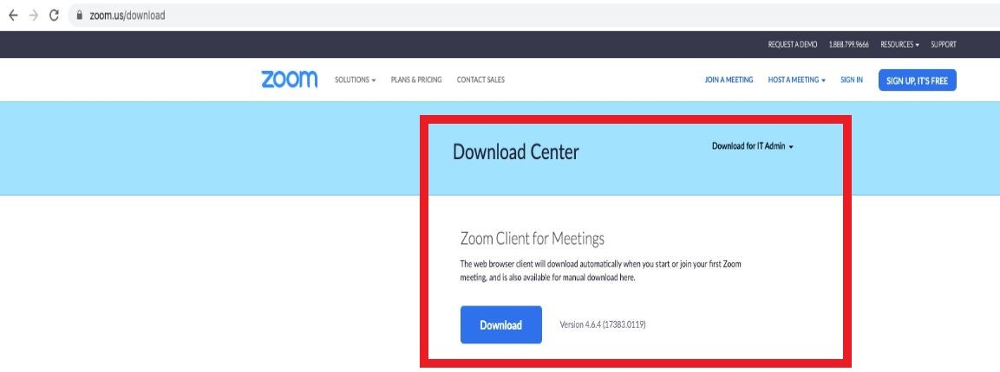 zoom.us/download
REQUEST A DEMO 1.888.799.9666 RESOURCES SUPPORT
zoom SOLUTIONS PLANS & PRICING CONTACT SALES JOIN A MEETING HOST A MEETING SIGN IN SIGN UP, IT'S FREE
Download Center Download for IT Admin
Zoom Client for Meetings
The web browser client will download automatically when you start or join your first Zoom
meeting, and is also available for manual download here.
Download Version 4.6.4 (17383.0119)